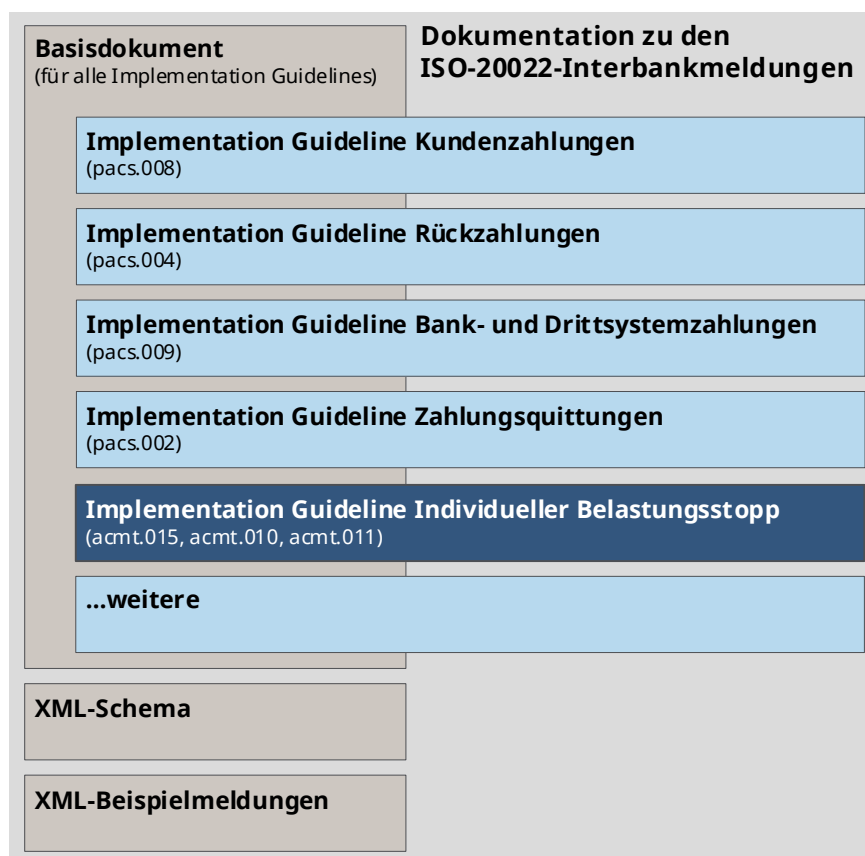 Basisdokument
(für alle Implementation Guidelines)
Dokumentation zu den
ISO-20022-Interbankmeldungen
Implementation Guideline Kundenzahlungen
(pacs.008)
Implementation Guideline Rückzahlungen
(pacs.004)
Implementation Guideline Bank- und Drittsystemzahlungen
(pacs.009)
Implementation Guideline Zahlungsquittungen
(pacs.002)
Implementation Guideline Individueller Belastungsstopp
(acmt.015, acmt.010, acmt.011)
...weitere
XML-Schema
XML-Beispielmeldungen